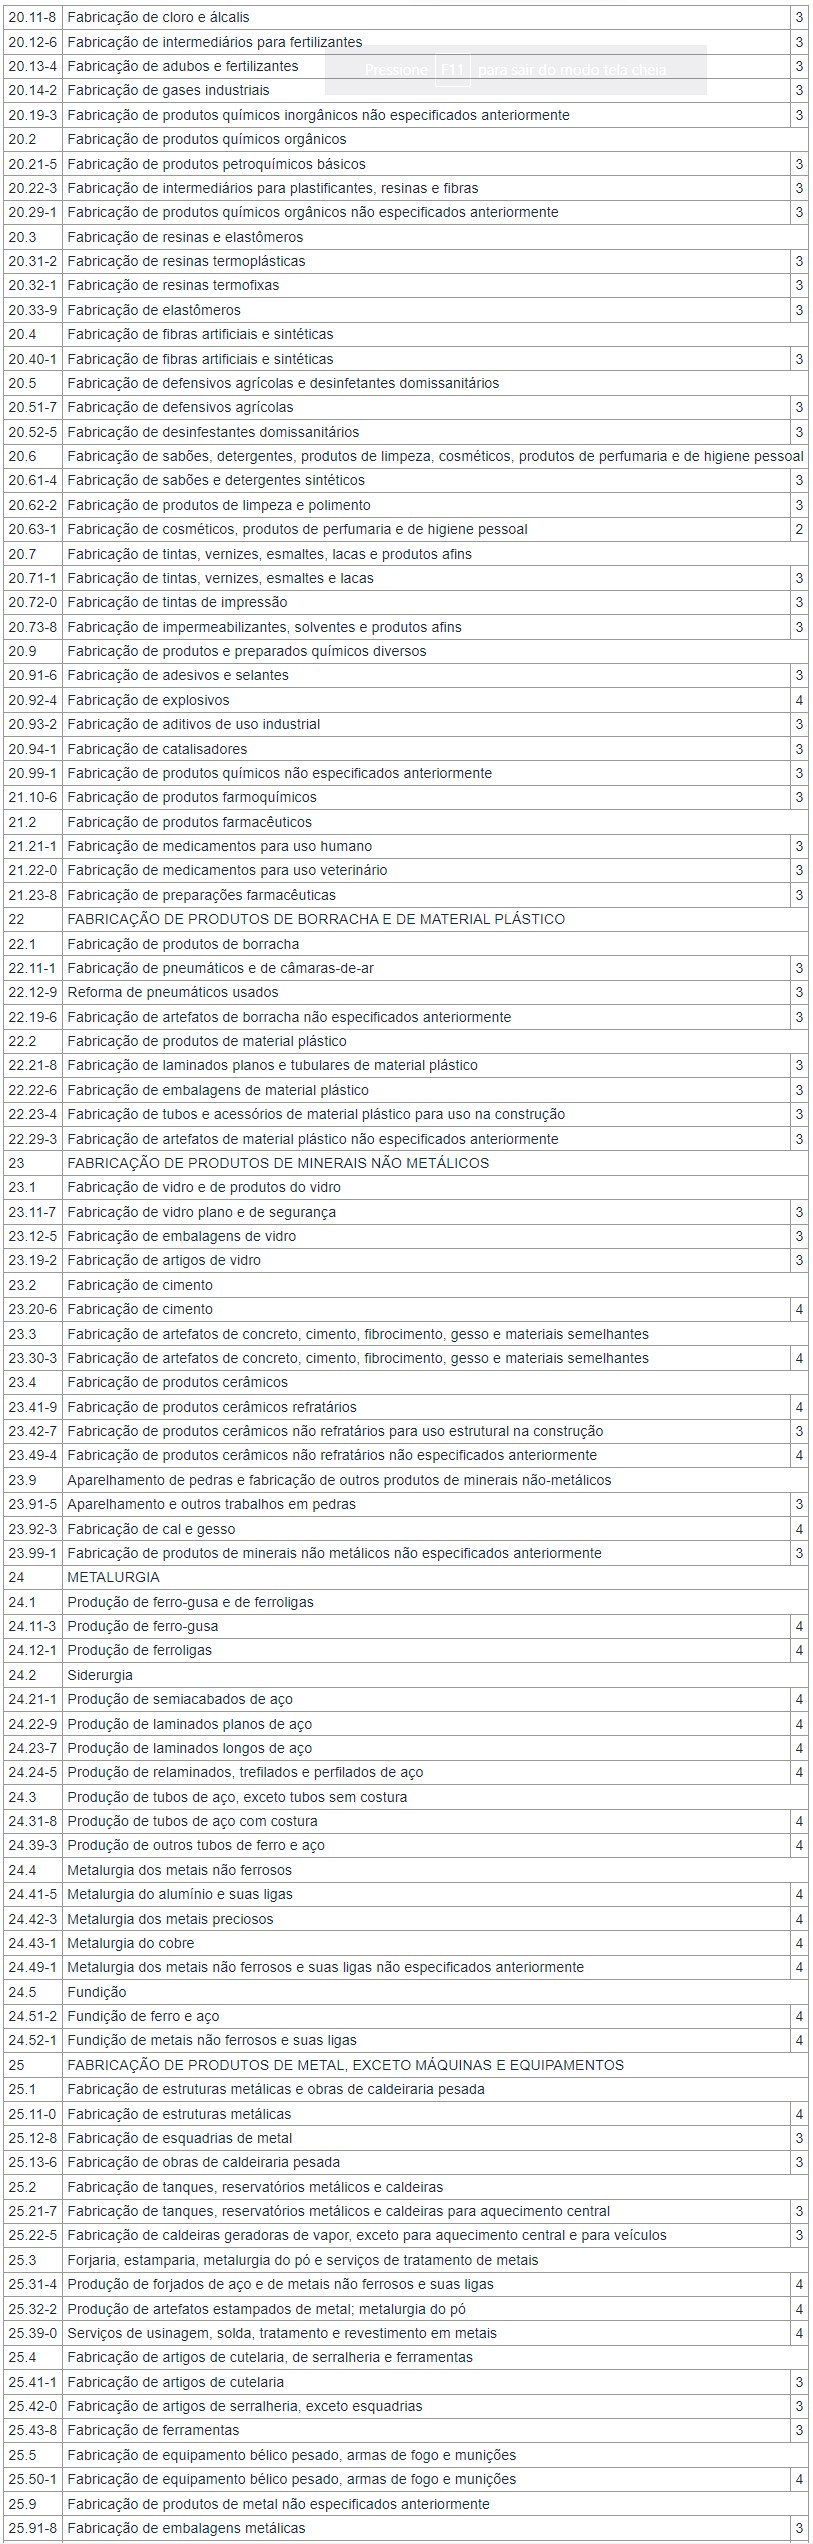 20.11-8 Fabricação de cloro e álcalis 3
20.12-6 Fabricação de intermediários para fertilizantes 3
20.13-4 Fabricação de adubos e fertilizantes 3
Pressione F11 para sair do modo tela cheia
20.14-2 Fabricação de gases industriais 3
20.19-3 Fabricação de produtos químicos inorgânicos não especificados anteriormente 3
20.2 Fabricação de produtos químicos orgânicos
20.21-5 Fabricação de produtos petroquímicos básicos 3
20.22-3 Fabricação de intermediários para plastificantes, resinas e fibras 3
20.29-1 Fabricação de produtos químicos orgânicos não especificados anteriormente 3
20.3 Fabricação de resinas e elastômeros
20.31-2 Fabricação de resinas termoplásticas 3
20.32-1 Fabricação de resinas termofixas 3
20.33-9 Fabricação de elastômeros 3
20.4 Fabricação de fibras artificiais e sintéticas
20.40-1 Fabricação de fibras artificiais e sintéticas 3
20.5 Fabricação de defensivos agrícolas e desinfetantes domissanitários
20.51-7 Fabricação de defensivos agrícolas 3
20.52-5 Fabricação de desinfestantes domissanitários 3
20.6 Fabricação de sabões, detergentes, produtos de limpeza, cosméticos, produtos de perfumaria e de higiene pessoal
20.61-4 Fabricação de sabões e detergentes sintéticos 3
20.62-2 Fabricação de produtos de limpeza e polimento 3
20.63-1 Fabricação de cosméticos, produtos de perfumaria e de higiene pessoal 2
20.7 Fabricação de tintas, vernizes, esmaltes, lacas e produtos afins
20.71-1 Fabricação de tintas, vernizes, esmaltes e lacas 3
20.72-0 Fabricação de tintas de impressão 3
20.73-8 Fabricação de impermeabilizantes, solventes e produtos afins 3
20.9 Fabricação de produtos e preparados químicos diversos
20.91-6 Fabricação de adesivos e selantes 3
20.92-4 Fabricação de explosivos 4
20.93-2 Fabricação de aditivos de uso industrial 3
20.94-1 Fabricação de catalisadores 3
20.99-1 Fabricação de produtos químicos não especificados anteriormente 3
21.10-6 Fabricação de produtos farmoquímicos 3
21.2 Fabricação de produtos farmacêuticos
21.21-1 Fabricação de medicamentos para uso humano 3
21.22-0 Fabricação de medicamentos para uso veterinário 3
21.23-8 Fabricação de preparações farmacêuticas 3
22 FABRICAÇÃO DE PRODUTOS DE BORRACHA E DE MATERIAL PLÁSTICO
22.1 Fabricação de produtos de borracha
22.11-1 Fabricação de pneumáticos e de câmaras-de-ar 3
22.12-9 Reforma de pneumáticos usados 3
22.19-6 Fabricação de artefatos de borracha não especificados anteriormente 3
22.2 Fabricação de produtos de material plástico
22.21-8 Fabricação de laminados planos e tubulares de material plástico 3
22.22-6 Fabricação de embalagens de material plástico 3
22.23-4 Fabricação de tubos e acessórios de material plástico para uso na construção 3
22.29-3 Fabricação de artefatos de material plástico não especificados anteriormente 3
23 FABRICAÇÃO DE PRODUTOS DE MINERAIS NÃO METÁLICOS
23.1 Fabricação de vidro e de produtos do vidro
23.11-7 Fabricação de vidro plano e de segurança 3
23.12-5 Fabricação de embalagens de vidro 3
23.19-2 Fabricação de artigos de vidro 3
23.2 Fabricação de cimento
23.20-6 Fabricação de cimento 4
23.3 Fabricação de artefatos de concreto, cimento, fibrocimento, gesso e materiais semelhantes
23.30-3 Fabricação de artefatos de concreto, cimento, fibrocimento, gesso e materiais semelhantes 4
23.4 Fabricação de produtos cerâmicos
23.41-9 Fabricação de produtos cerâmicos refratários 4
23.42-7 Fabricação de produtos cerâmicos não refratários para uso estrutural na construção 3
23.49-4 Fabricação de produtos cerâmicos não refratários não especificados anteriormente 4
23.9 Aparelhamento de pedras e fabricação de outros produtos de minerais não-metálicos
23.91-5 Aparelhamento e outros trabalhos em pedras 3
23.92-3 Fabricação de cal e gesso 4
23.99-1 Fabricação de produtos de minerais não metálicos não especificados anteriormente 3
24 METALURGIA
24.1 Produção de ferro-gusa e de ferroligas
24.11-3 Produção de ferro-gusa 4
24.12-1 Produção de ferroligas 4
24.2 Siderurgia
24.21-1 Produção de semiacabados de aço 4
24.22-9 Produção de laminados planos de aço 4
24.23-7 Produção de laminados longos de aço 4
24.24-5 Produção de relaminados, trefilados e perfilados de aço 4
24.3 Produção de tubos de aço, exceto tubos sem costura
24.31-8 Produção de tubos de aço com costura 4
24.39-3 Produção de outros tubos de ferro e aço 4
24.4 Metalurgia dos metais não ferrosos
24.41-5 Metalurgia do alumínio e suas ligas 4
24.42-3 Metalurgia dos metais preciosos 4
24.43-1 Metalurgia do cobre 4
24.49-1 Metalurgia dos metais não ferrosos e suas ligas não especificados anteriormente 4
24.5 Fundição
24.51-2 Fundição de ferro e aço 4
24.52-1 Fundição de metais não ferrosos e suas ligas 4
25 FABRICAÇÃO DE PRODUTOS DE METAL, EXCETO MÁQUINAS E EQUIPAMENTOS
25.1 Fabricação de estruturas metálicas e obras de caldeiraria pesada
25.11-0 Fabricação de estruturas metálicas 4
25.12-8 Fabricação de esquadrias de metal 3
25.13-6 Fabricação de obras de caldeiraria pesada 3
25.2 Fabricação de tanques, reservatórios metálicos e caldeiras
25.21-7 Fabricação de tanques, reservatórios metálicos e caldeiras para aquecimento central 3
25.22-5 Fabricação de caldeiras geradoras de vapor, exceto para aquecimento central e para veículos 3
25.3 Forjaria, estamparia, metalurgia do pó e serviços de tratamento de metais
25.31-4 Produção de forjados de aço e de metais não ferrosos e suas ligas 4
25.32-2 Produção de artefatos estampados de metal; metalurgia do pó 4
25.39-0 Serviços de usinagem, solda, tratamento e revestimento em metais 4
25.4 Fabricação de artigos de cutelaria, de serralheria e ferramentas
25.41-1 Fabricação de artigos de cutelaria 3
25.42-0 Fabricação de artigos de serralheria, exceto esquadrias 3
25.43-8 Fabricação de ferramentas 3
25.5 Fabricação de equipamento bélico pesado, armas de fogo e munições
25.50-1 Fabricação de equipamento bélico pesado, armas de fogo e munições 4
25.9 Fabricação de produtos de metal não especificados anteriormente
25.91-8 Fabricação de embalagens metálicas 3